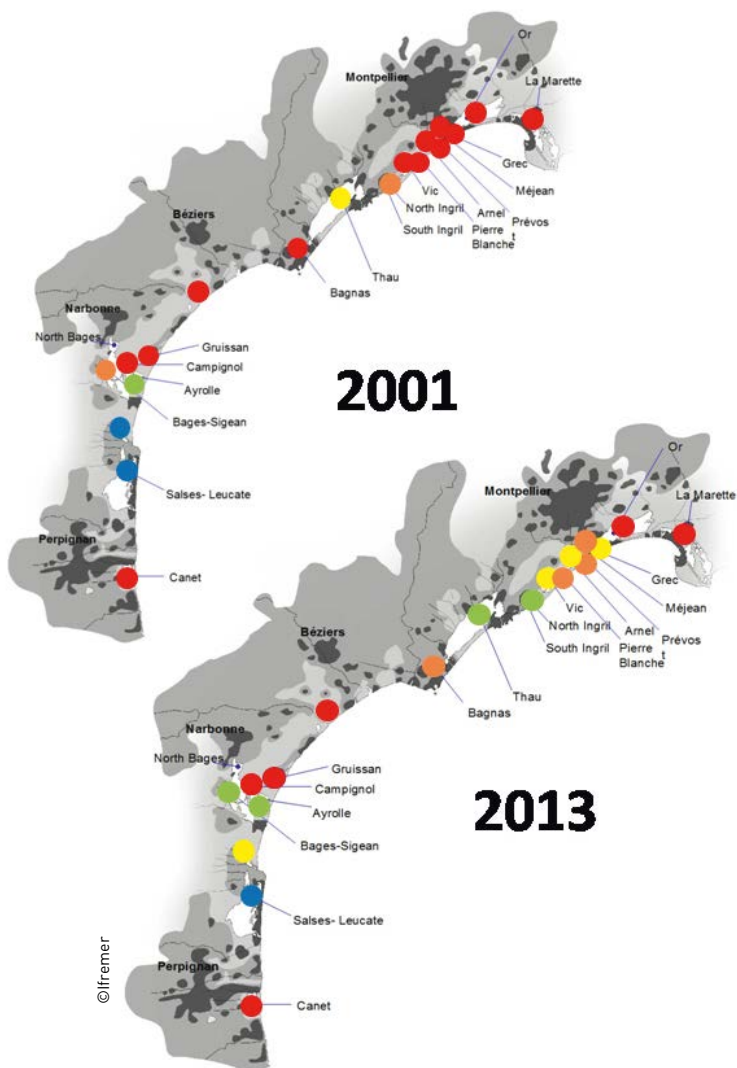 Or
La Marette
Montpellier
Grec
Méjean
Vic
North Ingril
Arnel
Prévos
t
South Ingril
Pierre
Blanche
Béziers
Thau
Bagnas
Narbonne
North Bages
Gruissan
Campignol
Ayrolle
Bages-Sigean
2001
Salses- Leucate
Perpignan
Canet
Or
La Marette
Montpellier
Grec
Méjean
Vic
North Ingril
Arnel
Prévos
t
South Ingril
Pierre
Blanche
Béziers
Thau
Bagnas
Narbonne
North Bages
Gruissan
Campignol
Ayrolle
Bages-Sigean
2013
Salses- Leucate
Perpignan
Canet
©Ifremer